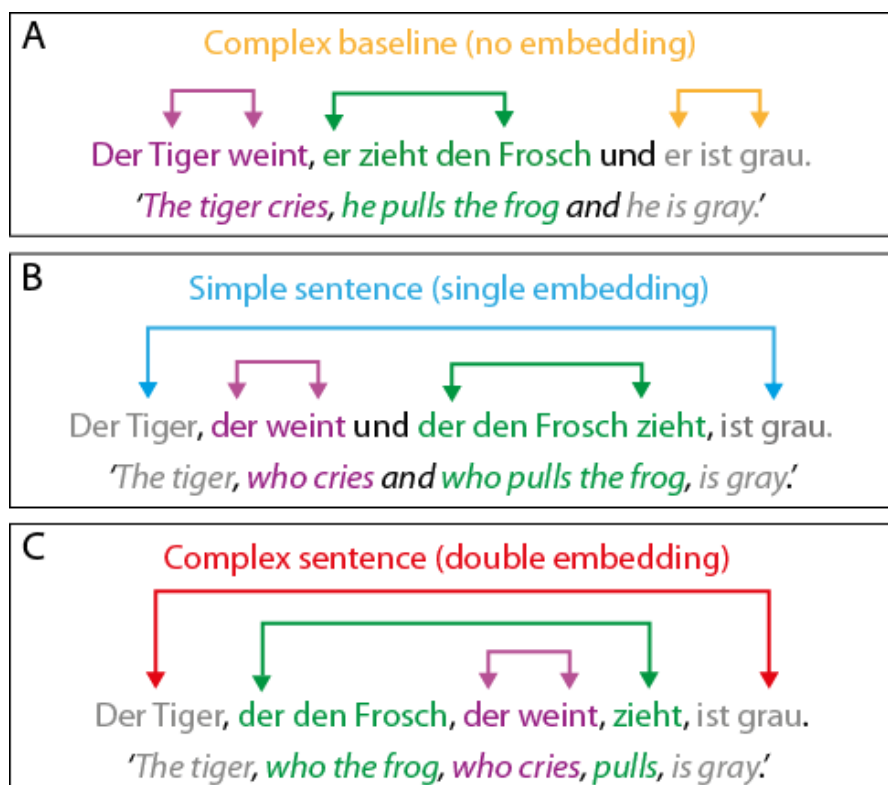 A
Complex baseline (no embedding)
Der Tiger weint, er zieht den Frosch und er ist grau.
'The tiger cries, he pulls the frog and he is gray.'
B
Simple sentence (single embedding)
Der Tiger, der weint und der den Frosch zieht, ist grau.
'The tiger, who cries and who pulls the frog, is gray.'
C
Complex sentence (double embedding)
Der Tiger, der den Frosch, der weint, zieht, ist grau.
'The tiger, who the frog, who cries, pulls, is gray.'